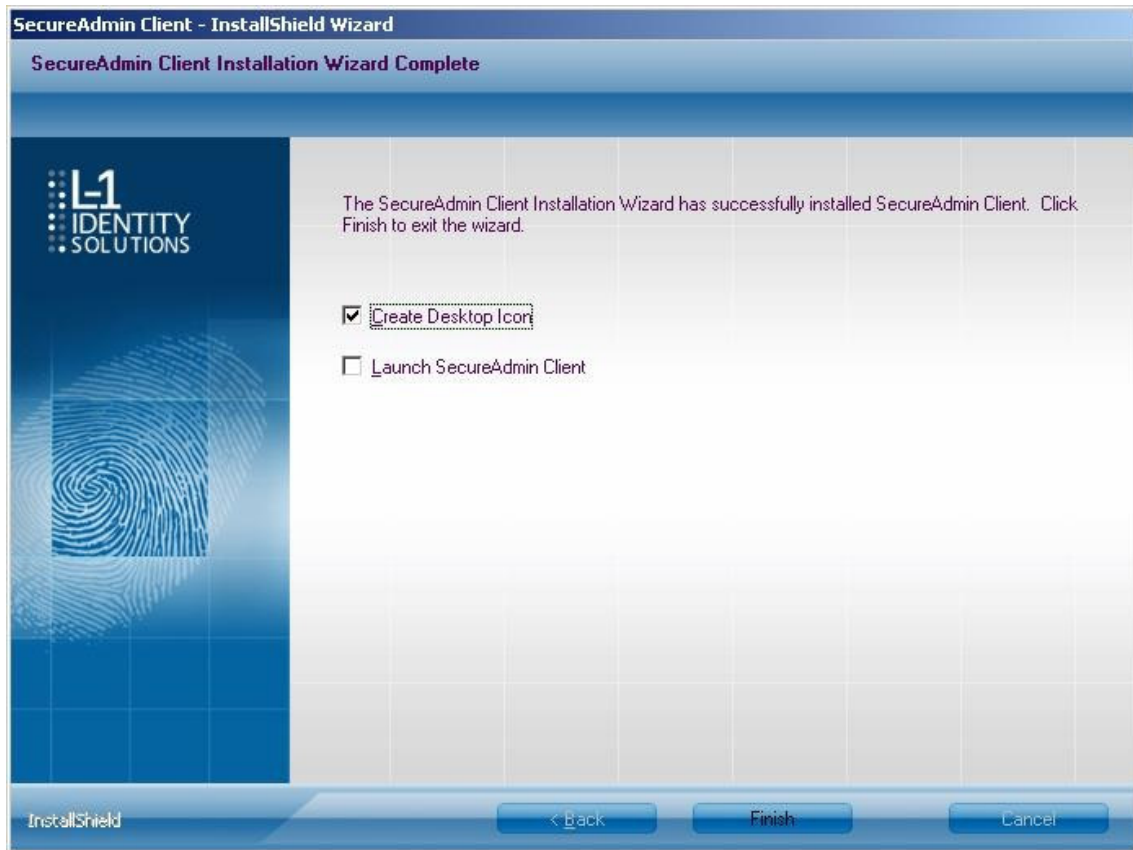 SecureAdmin Client - InstallShield Wizard
SecureAdmin Client Installation Wizard Complete
L-1
IDENTITY
SOLUTIONS
The SecureAdmin Client Installation Wizard has successfully installed SecureAdmin Client. Click
Finish to exit the wizard.
Create Desktop Icon
Launch SecureAdmin Client
InstallShield
< Back
Finish
Cancel